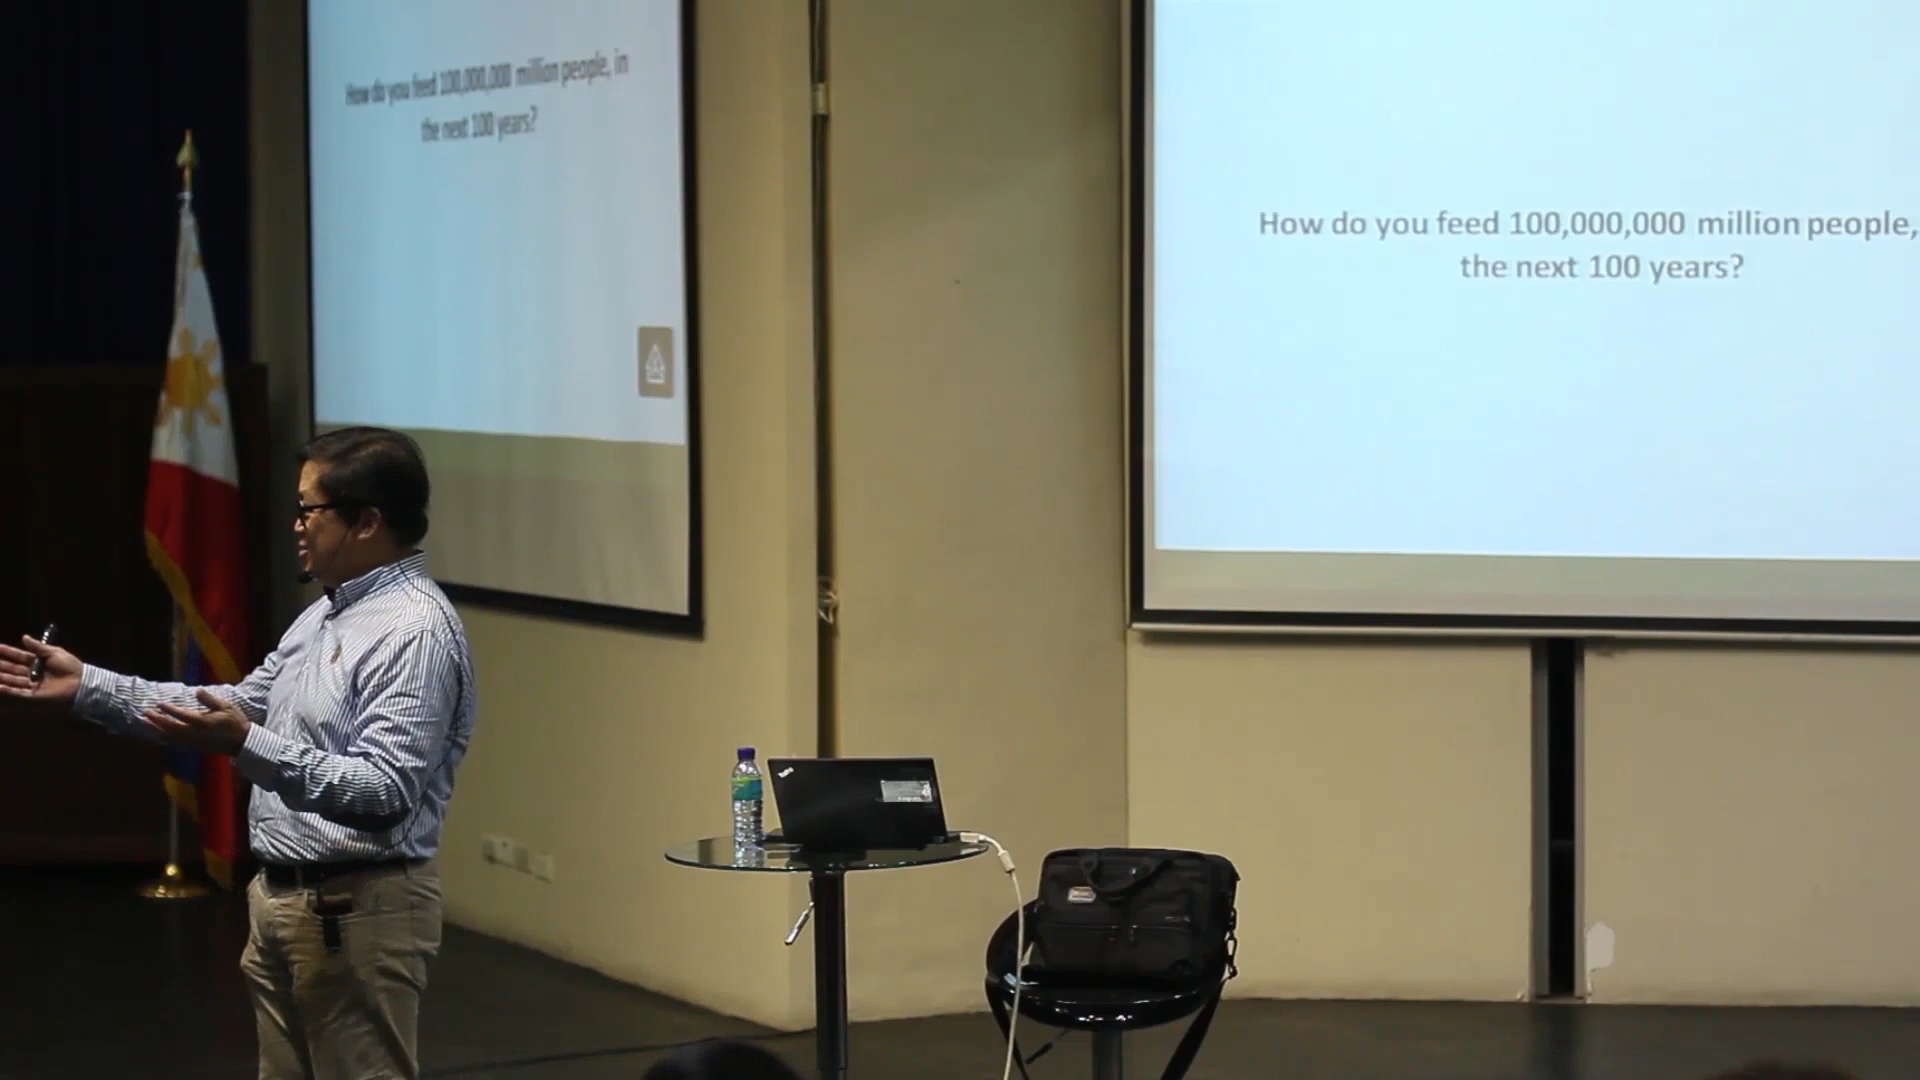 How do you feed 100,000,000 million people, in
the next 100 years?
How do you feed 100,000,000 million people,
the next 100 years?